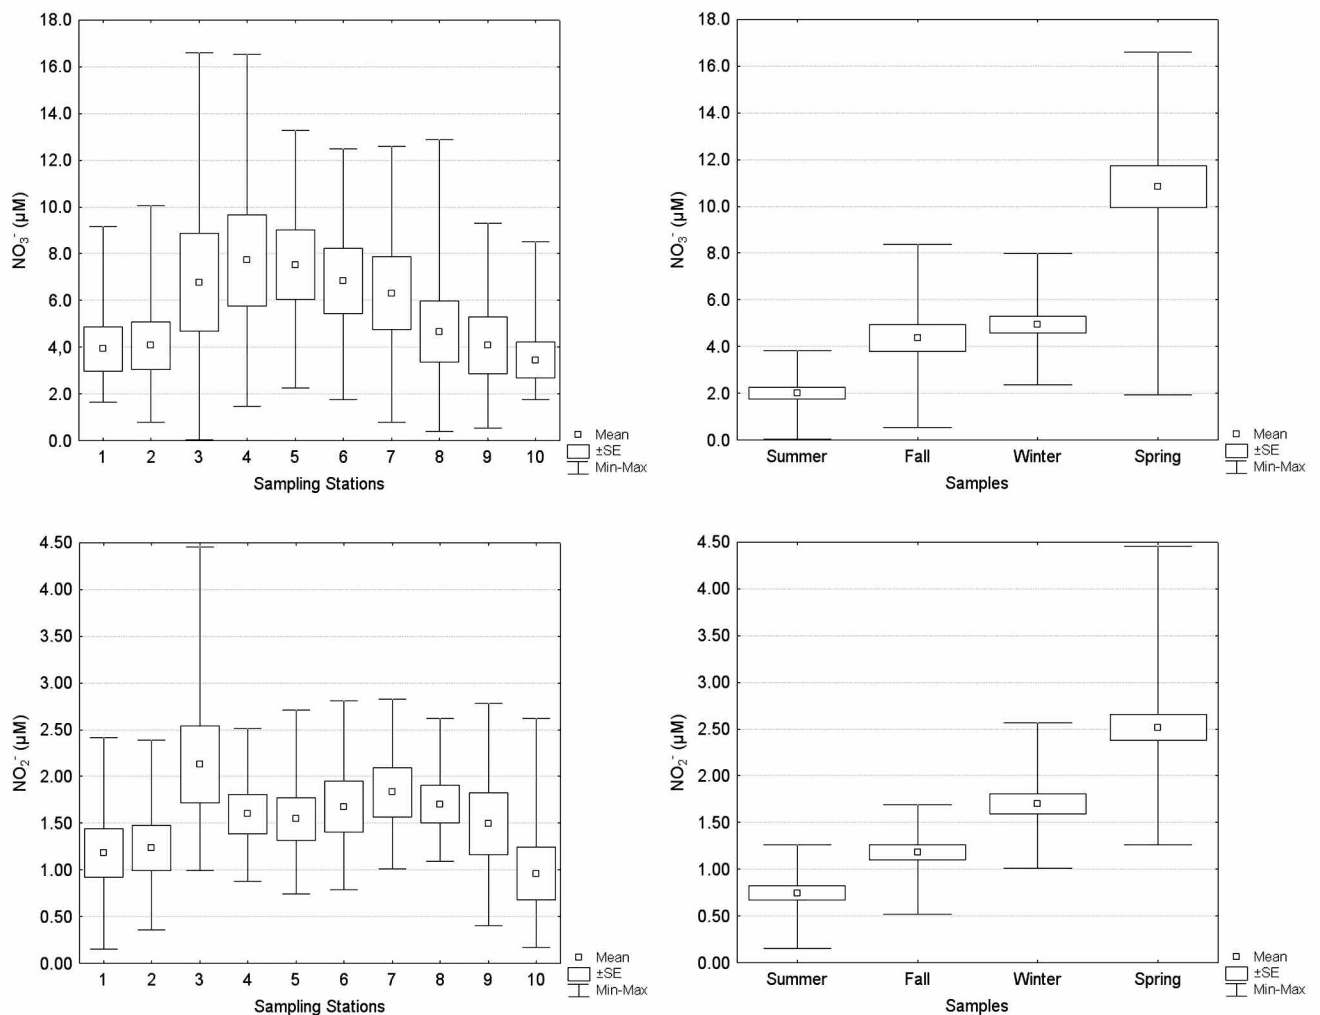 18.0
16.0
14.0
12.0
10.0
8.0
6.0
4,0
2.0
0.0
NO₃⁻ (µM)
1 2 3 4 5 6 7 8 9 10
Sampling Stations
Mean
±SE
Min-Max
18.0
16.0
14.0
12.0
10.0
8.0
6.0
4.0
2.0
0.0
NO₃⁻ (µM)
Summer Fall Winter Spring
Samples
Mean
±SE
Min-Max
4.50
4.00
3.50
3.00
2.50
2.00
1.50
1.00
0.50
0.00
NO₂⁻ (µM)
1 2 3 4 5 6 7 8 9 10
Sampling Stations
Mean
±SE
Min-Max
4.50
4.00
3.50
3.00
2.50
2.00
1.50
1.00
0.50
0.00
NO₂⁻ (µM)
Summer Fall Winter Spring
Samples
Mean
±SE
Min-Max